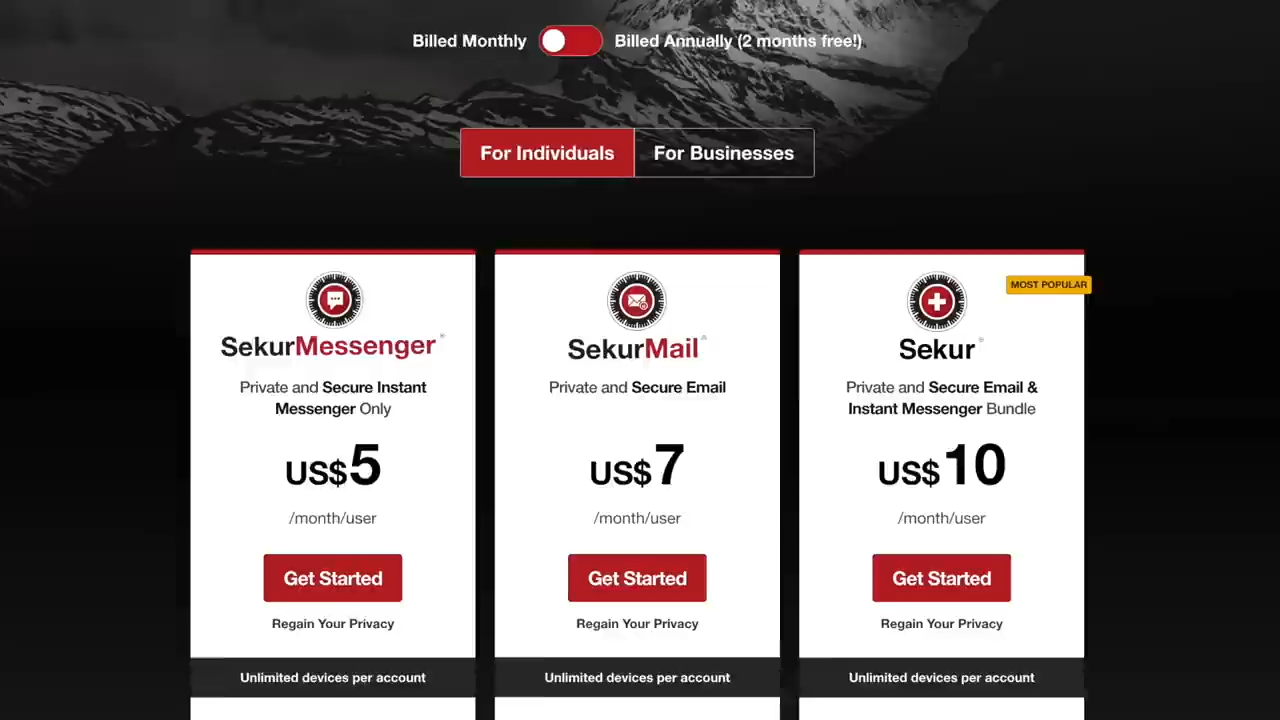 Billed Monthly
Billed Annually (2 months free!)
For Individuals
For Businesses
SekurMessenger®
Private and Secure Instant
Messenger Only
US$5
/month/user
Get Started
Regain Your Privacy
Unlimited devices per account
SekurMail®
Private and Secure Email
US$7
/month/user
Get Started
Regain Your Privacy
Unlimited devices per account
MOST POPULAR
Sekur®
Private and Secure Email &
Instant Messenger Bundle
US$10
/month/user
Get Started
Regain Your Privacy
Unlimited devices per account